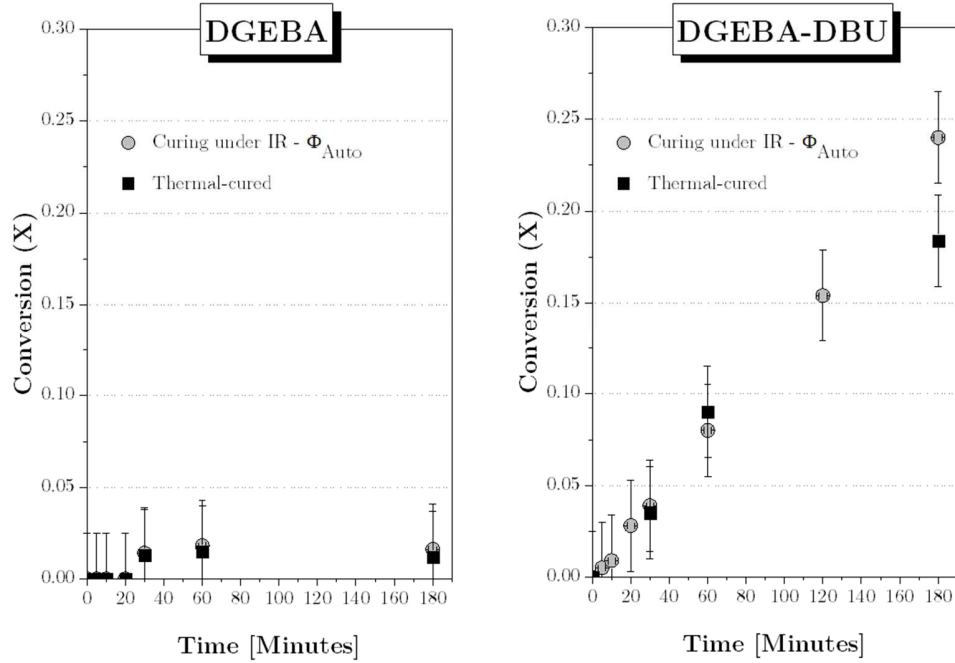 DGEBA
0.30
0.25
0.20
0.15
0.10
0.05
0.00
Conversion (X)
Curing under IR - Φ_Auto
Thermal-cured
0 20 40 60 80 100 120 140 160 180
Time [Minutes]
DGEBA-DBU
0.30
0.25
0.20
0.15
0.10
0.05
0.00
Conversion (X)
Curing under IR - Φ_Auto
Thermal-cured
0 20 40 60 80 100 120 140 160 180
Time [Minutes]